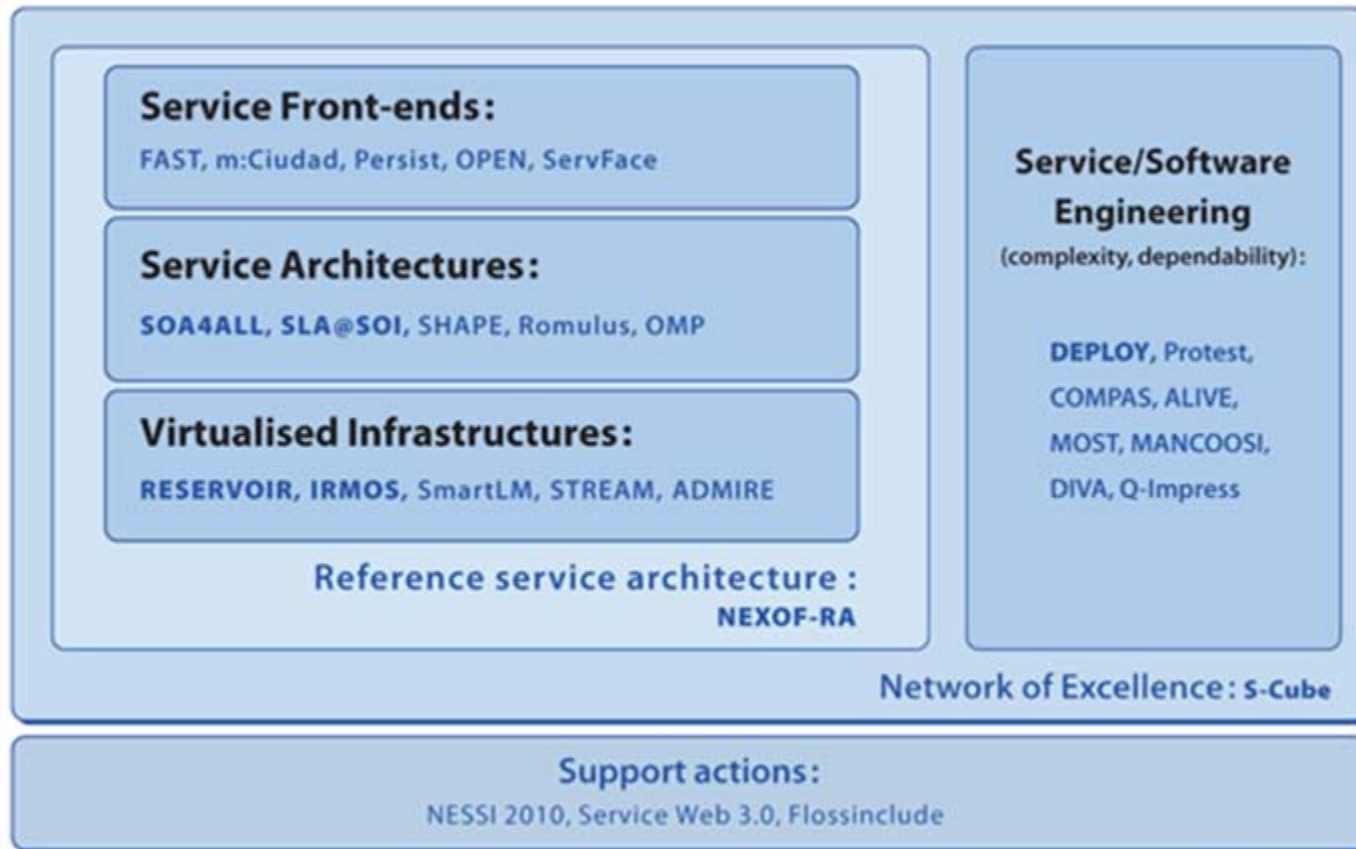 Service Front-ends:
FAST, m:Ciudad, Persist, OPEN, ServFace
Service Architectures:
SOA4ALL, SLA@SOI, SHAPE, Romulus, OMP
Virtualised Infrastructures:
RESERVOIR, IRMOS, SmartLM, STREAM, ADMIRE
Reference service architecture :
NEXOF-RA
Service/Software
Engineering
(complexity, dependability):
DEPLOY, Protest,
COMPAS, ALIVE,
MOST, MANCOOSI,
DIVA, Q-Impress
Network of Excellence: S-Cube
Support actions:
NESSI 2010, Service Web 3.0, Flossinclude